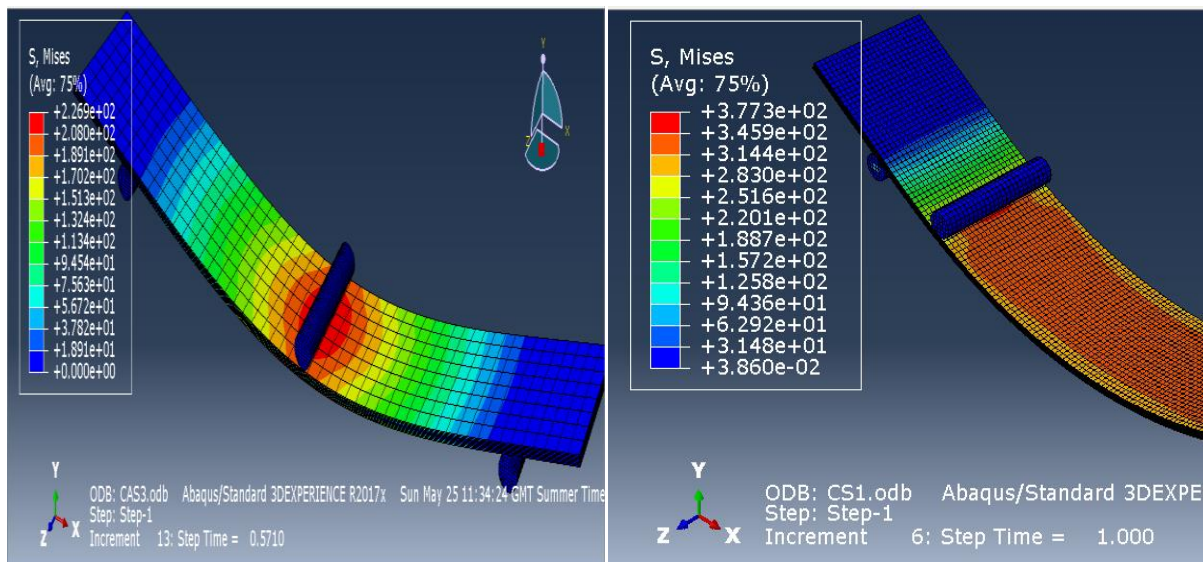 S, Mises
(Avg: 75%)
+2.269e+02
+2.080e+02
+1.891e+02
+1.702e+02
+1.513e+02
+1.324e+02
+1.134e+02
+9.454e+01
+7.563e+01
+5.672e+01
+3.782e+01
+1.891e+01
+0.000e+00
Y
X
Z
Y
Z
X
ODB: CAS3.odb Abaqus/Standard 3DEXPERIENCE R2017x Sun May 25 11:34:24 GMT Summer Time
Step: Step-1
Increment 13: Step Time = 0.5710
S, Mises
(Avg: 75%)
+3.773e+02
+3.459e+02
+3.144e+02
+2.830e+02
+2.516e+02
+2.201e+02
+1.887e+02
+1.572e+02
+1.258e+02
+9.436e+01
+6.292e+01
+3.148e+01
+3.860e-02
Y
Z
X
ODB: CS1.odb Abaqus/Standard 3DEXPE
Step: Step-1
Increment 6: Step Time = 1.000